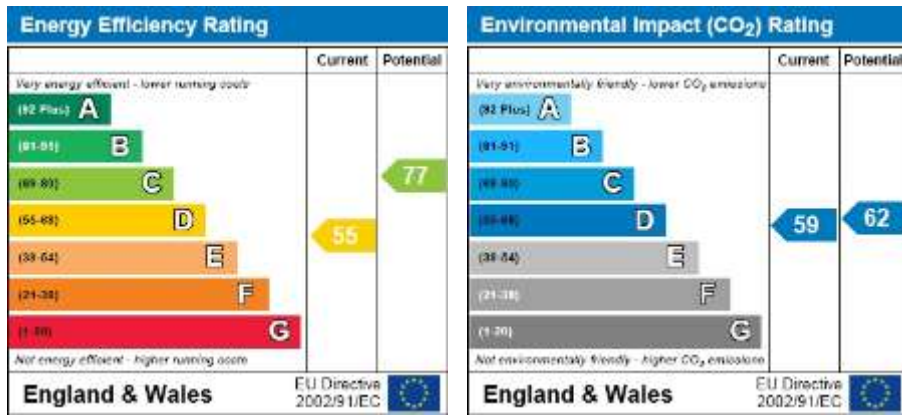 Energy Efficiency Rating
Current Potential
Very energy efficient - lower running costs
(92 Plus) A
(81-91) B
(69-80) C
(55-68) D
(39-54) E
(21-38) F
(1-20) G
77
55
Not energy efficient - higher running costs
England & Wales
EU Directive
2002/91/EC
Environmental Impact (CO₂) Rating
Current Potential
Very environmentally friendly - lower CO₂ emissions
(92 Plus) A
(81-91) B
(69-80) C
(55-68) D
(39-54) E
(21-38) F
(1-20) G
59
62
Not environmentally friendly - higher CO₂ emissions
England & Wales
EU Directive
2002/91/EC